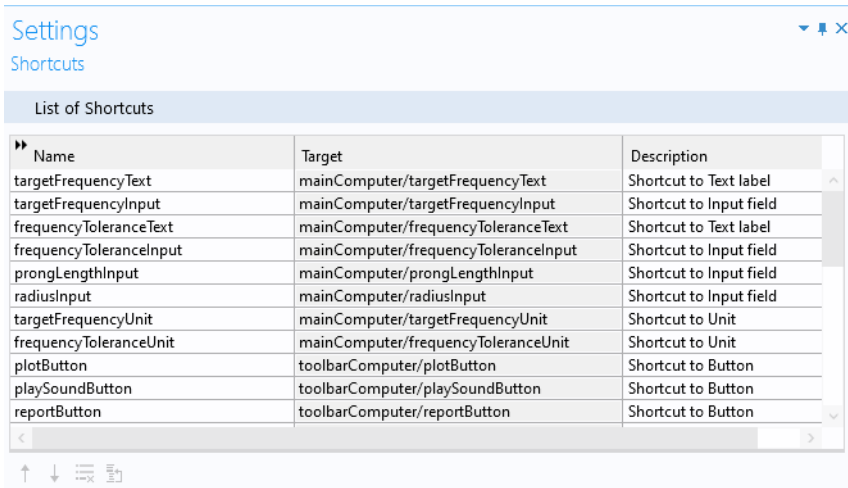 Settings
Shortcuts
List of Shortcuts
Name Target Description
targetFrequencyText mainComputer/targetFrequencyText Shortcut to Text label
targetFrequencyInput mainComputer/targetFrequencyInput Shortcut to Input field
frequencyToleranceText mainComputer/frequencyToleranceText Shortcut to Text label
frequencyToleranceInput mainComputer/frequencyToleranceInput Shortcut to Input field
prongLengthInput mainComputer/prongLengthInput Shortcut to Input field
radiusInput mainComputer/radiusInput Shortcut to Input field
targetFrequencyUnit mainComputer/targetFrequencyUnit Shortcut to Unit
frequencyToleranceUnit mainComputer/frequencyToleranceUnit Shortcut to Unit
plotButton toolbarComputer/plotButton Shortcut to Button
playSoundButton toolbarComputer/playSoundButton Shortcut to Button
reportButton toolbarComputer/reportButton Shortcut to Button